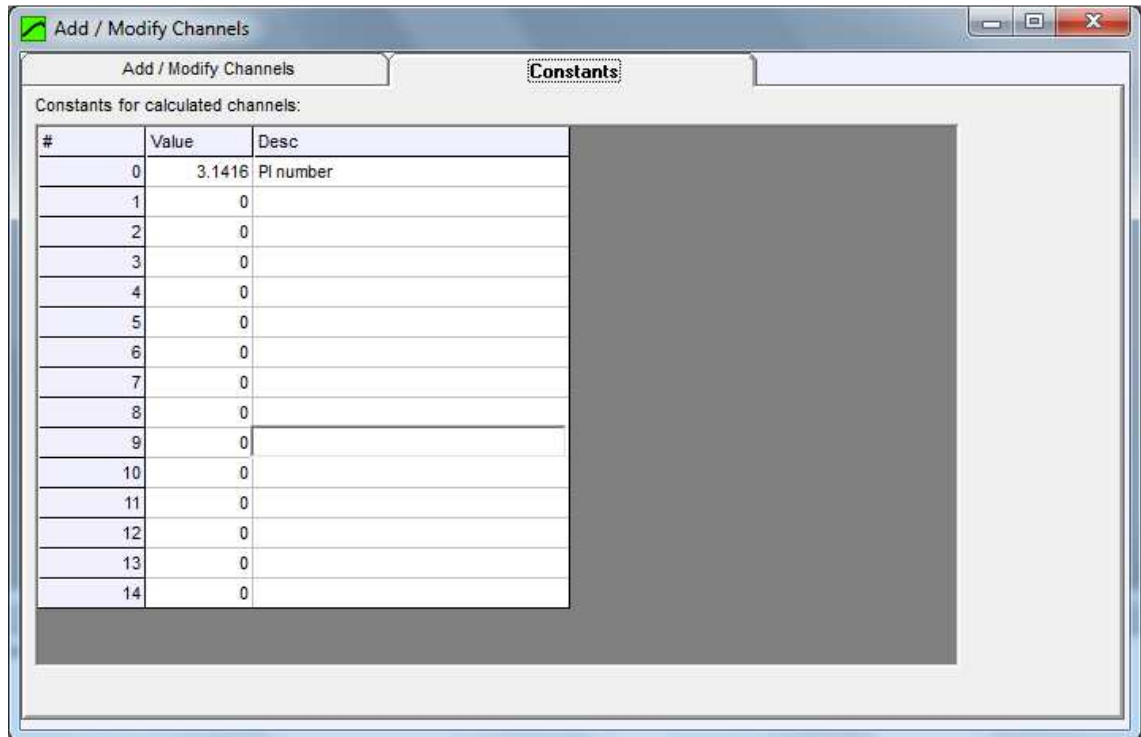 Add / Modify Channels
Add / Modify Channels Constants
Constants for calculated channels:
# Value Desc
0 3.1416 PI number
1 0
2 0
3 0
4 0
5 0
6 0
7 0
8 0
9 0
10 0
11 0
12 0
13 0
14 0